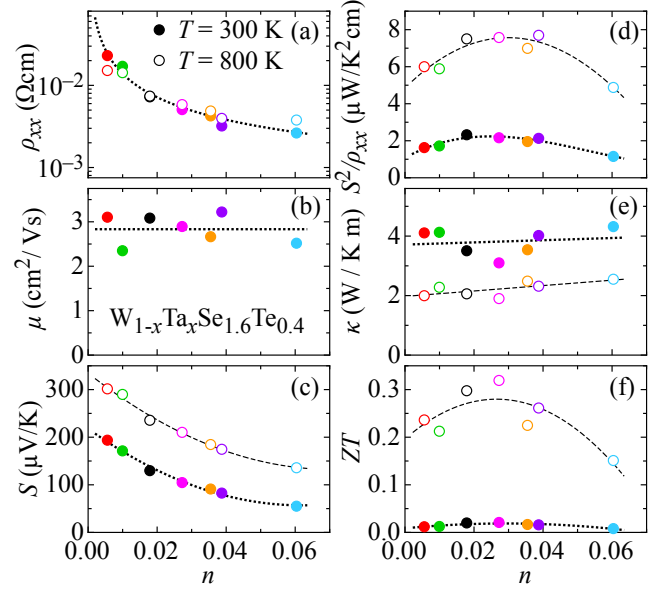 (a)
T = 300 K
T = 800 K
10⁻²
10⁻³
ρxx (Ωcm)
(b)
4
3
2
1
0
μ (cm²/ Vs)
W1-xTaxSe1.6Te0.4
(c)
300
200
100
0
S (μV/K)
0.00 0.02 0.04 0.06
n
(d)
8
6
4
2
0
S²/ρxx (μW/K²cm)
(e)
6
4
2
0
κ (W / K m)
(f)
0.3
0.2
0.1
0.0
ZT
0.00 0.02 0.04 0.06
n